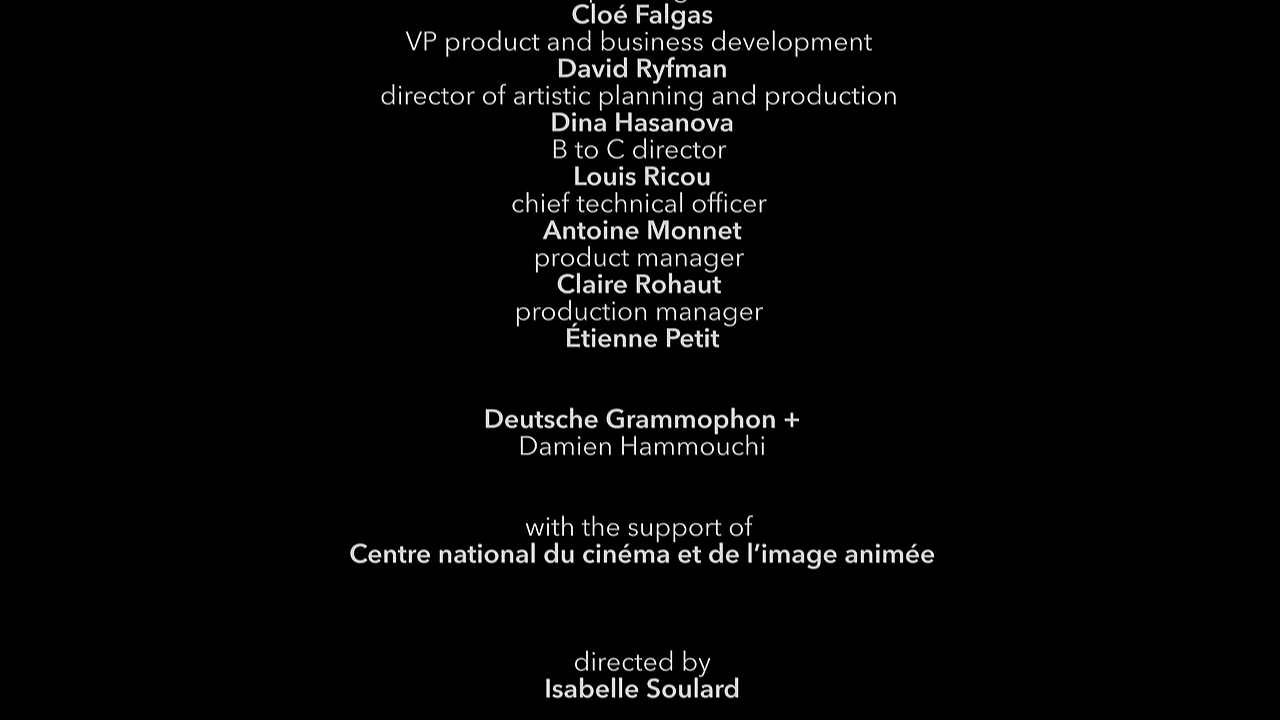 Cloé Falgas
VP product and business development
David Ryfman
director of artistic planning and production
Dina Hasanova
B to C director
Louis Ricou
chief technical officer
Antoine Monnet
product manager
Claire Rohaut
production manager
Étienne Petit
Deutsche Grammophon +
Damien Hammouchi
with the support of
Centre national du cinéma et de l’image animée
directed by
Isabelle Soulard